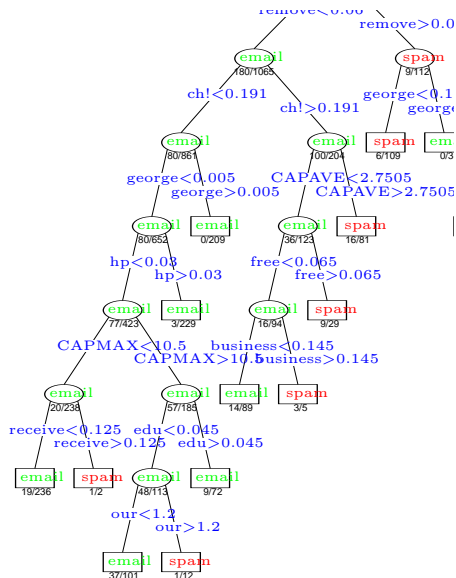 remove<0.06
remove>0.0
email
180/1065
spam
9/112
ch!<0.191
ch!>0.191
george<0.1
george
email
80/861
email
100/204
spam
6/109
email
0/3
george<0.005
george>0.005
CAPAVE<2.7505
CAPAVE>2.7505
email
80/652
email
0/209
email
36/123
spam
16/81
hp<0.03
hp>0.03
free<0.065
free>0.065
email
77/423
email
3/229
email
16/94
spam
9/29
CAPMAX<10.5
CAPMAX>10.5
business<0.145
business>0.145
email
20/238
email
57/185
email
14/89
spam
3/5
receive<0.125
receive>0.125
edu<0.045
edu>0.045
email
19/236
spam
1/2
email
48/113
email
9/72
our<1.2
our>1.2
email
37/101
spam
1/12